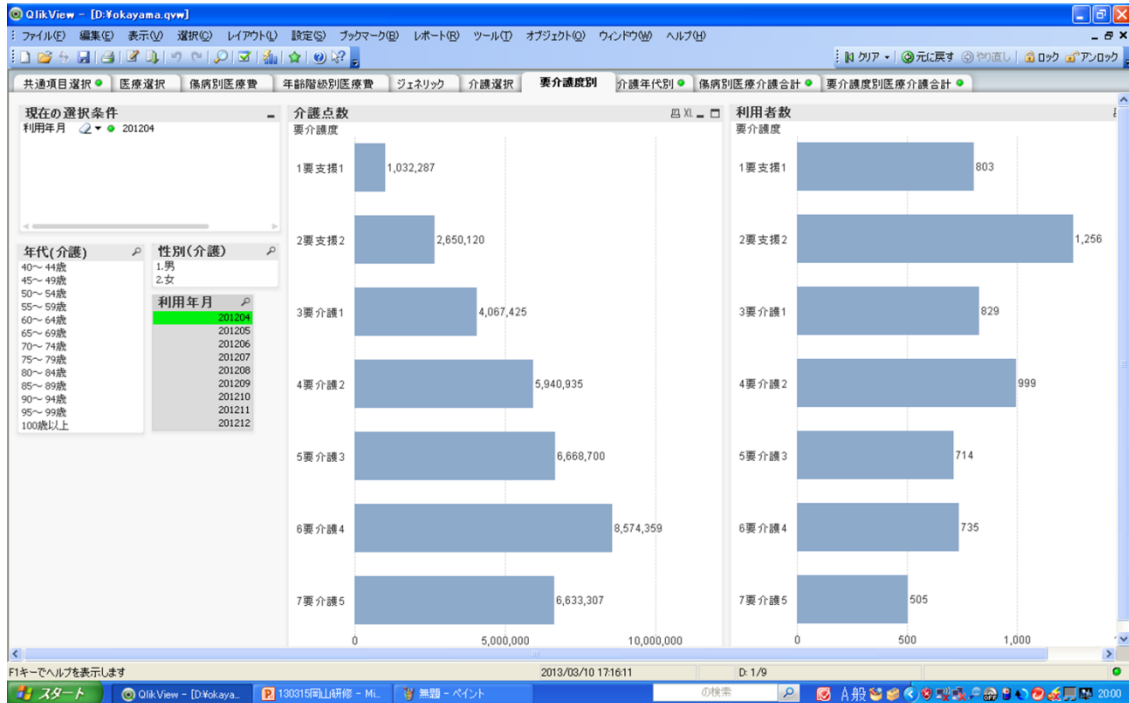 QlikView - [D:¥okayama.qvw]
ファイル(F) 編集(E) 表示(V) 選択(C) レイアウト(L) 設定(S) ブックマーク(B) レポート(R) ツール(T) オブジェクト(O) ウィンドウ(W) ヘルプ(H)
クリア 元に戻す やり直し ロック アンロック
共通項目選択 医療選択 傷病別医療費 年齢階級別医療費 ジェネリック 介護選択 要介護度別 介護年代別 傷病別医療介護合計 要介護度別医療介護合計
現在の選択条件
利用年月 201204
年代(介護)
40～44歳
45～49歳
50～54歳
55～59歳
60～64歳
65～69歳
70～74歳
75～79歳
80～84歳
85～89歳
90～94歳
95～99歳
100歳以上
性別(介護)
1.男
2.女
利用年月
201204
201205
201206
201207
201208
201209
201210
201211
201212
介護点数 XL
要介護度
1要支援1 1,032,287
2要支援2 2,650,120
3要介護1 4,067,425
4要介護2 5,940,935
5要介護3 6,668,700
6要介護4 8,574,359
7要介護5 6,633,307
0 5,000,000 10,000,000
利用者数
要介護度
1要支援1 803
2要支援2 1,256
3要介護1 829
4要介護2 999
5要介護3 714
6要介護4 735
7要介護5 505
0 500 1,000
F1キーでヘルプを表示します 2013/03/10 17:16:11 D: 1/9
スタート QlikView - [D:¥okaya... 130315岡山研修 - Mi... 無題 - ペイント の検索 A 般 20:00